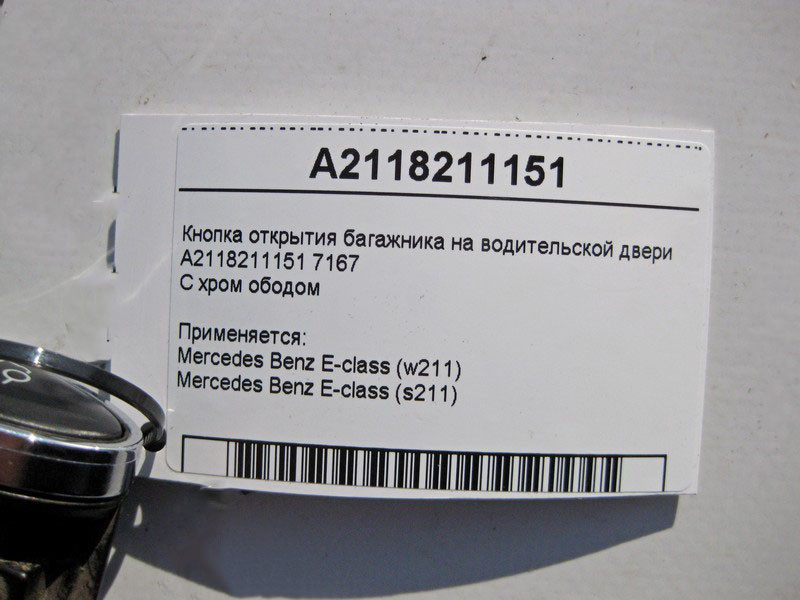 A2118211151
Кнопка открытия багажника на водительской двери
A2118211151 7167
С хром ободом
Применяется:
Mercedes Benz E-class (w211)
Mercedes Benz E-class (s211)